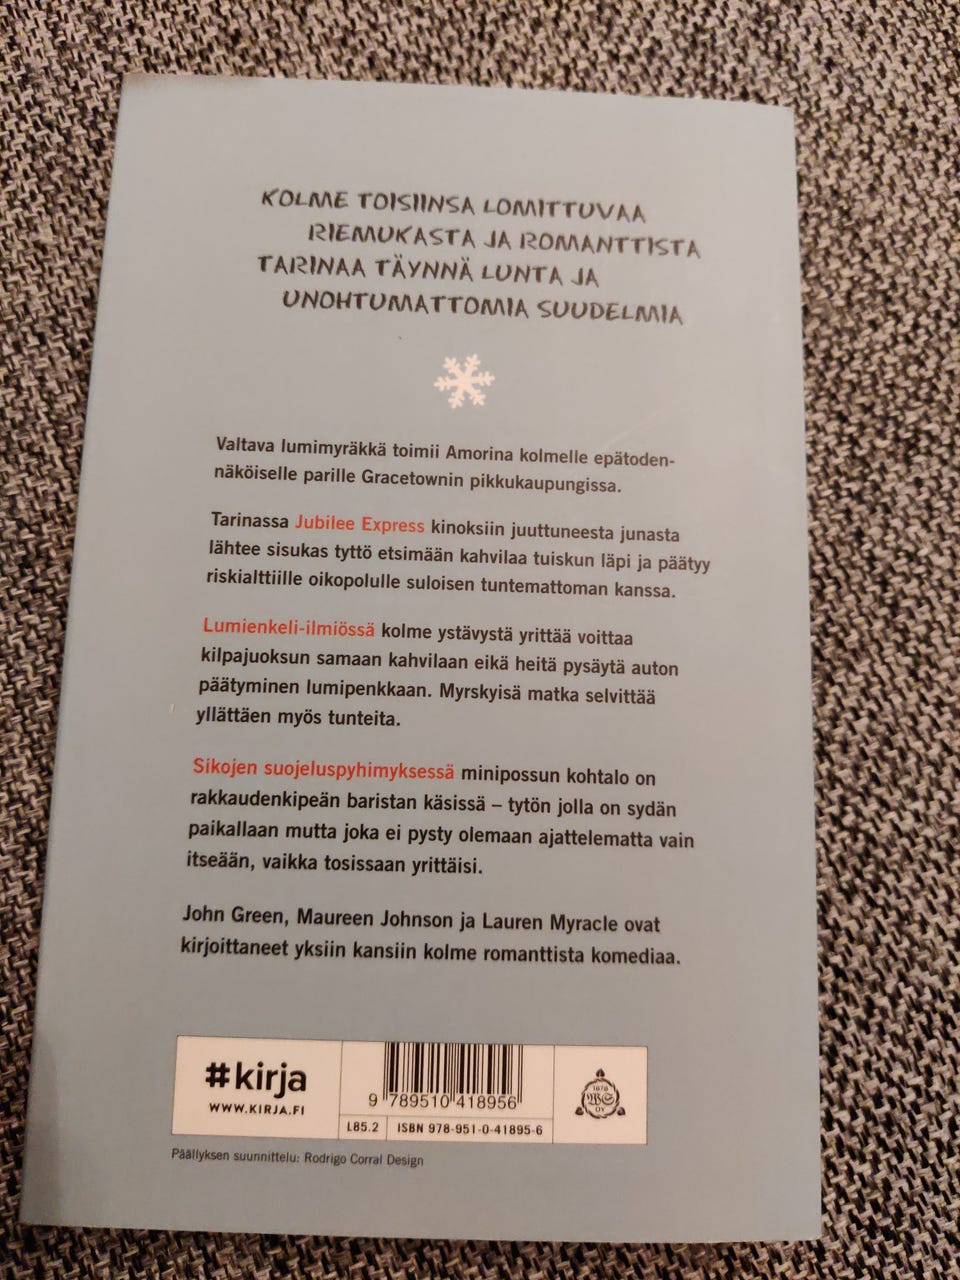 KOLME TOISIINSA LOMITTUVAA
RIEMUKASTA JA ROMANTTISTA
TARINAA TÄYNNÄ LUNTA JA
UNOHTUMATTOMIA SUUDELMIA
Valtava lumimyräkkä toimii Amorina kolmelle epätoden-
näköiselle parille Gracetownin pikkukaupungissa.
Tarinassa Jubilee Express kinoksiin juuttuneesta junasta
lähtee sisukas tyttö etsimään kahvilaa tuiskun läpi ja päätyy
riskialttiille oikopolulle suloisen tuntemattoman kanssa.
Lumienkeli-ilmiössä kolme ystävystä yrittää voittaa
kilpajuoksun samaan kahvilaan eikä heitä pysäytä auton
päätyminen lumipenkkaan. Myrskyisä matka selvittää
yllättäen myös tunteita.
Sikojen suojeluspyhimyksessä minipossun kohtalo on
rakkaudenkipeän baristan käsissä – tytön jolla on sydän
paikallaan mutta joka ei pysty olemaan ajattelematta vain
itseään, vaikka tosissaan yrittäisi.
John Green, Maureen Johnson ja Lauren Myracle ovat
kirjoittaneet yksiin kansiin kolme romanttista komediaa.
#kirja
WWW.KIRJA.FI
9 789510 418956
L85.2 ISBN 978-951-0-41895-6
1878
WS
OY
Päällyksen suunnittelu: Rodrigo Corral Design